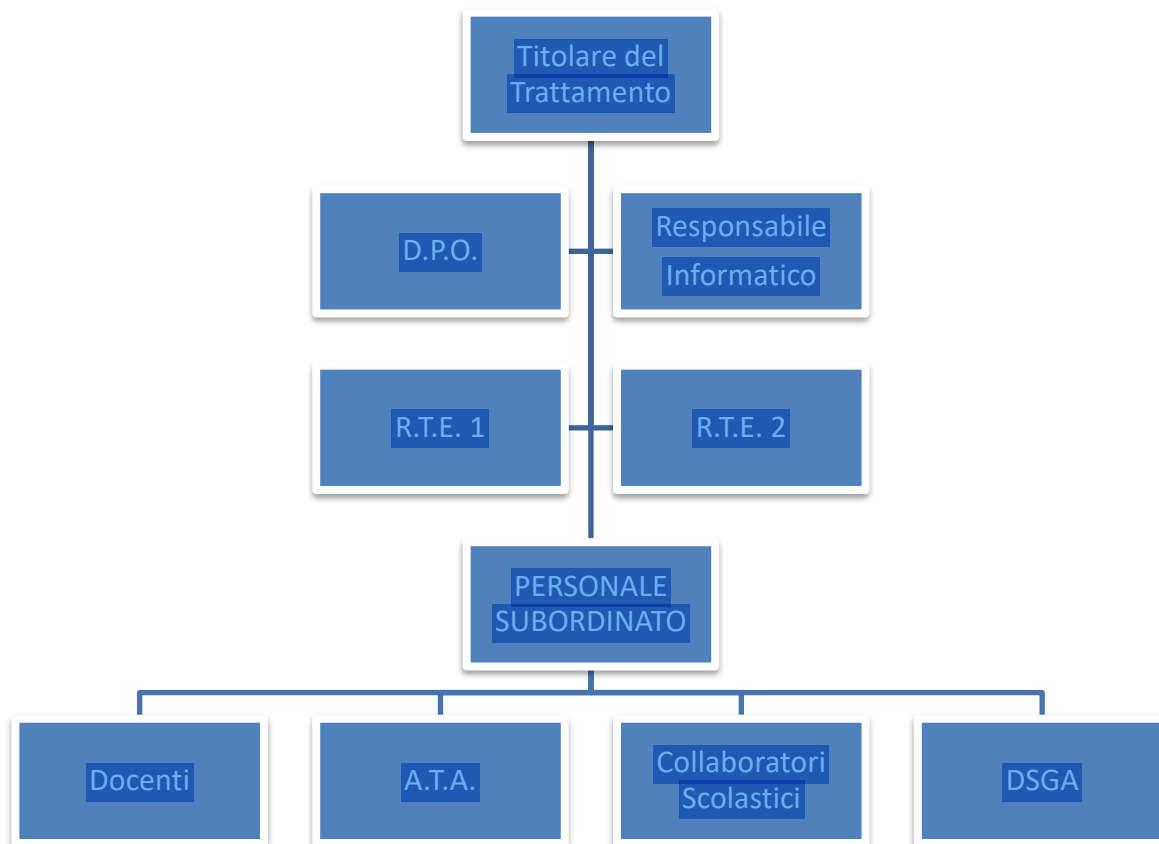 Titolare del
Trattamento
D.P.O.
Responsabile
Informatico
R.T.E. 1
R.T.E. 2
PERSONALE
SUBORDINATO
Docenti
A.T.A.
Collaboratori
Scolastici
DSGA